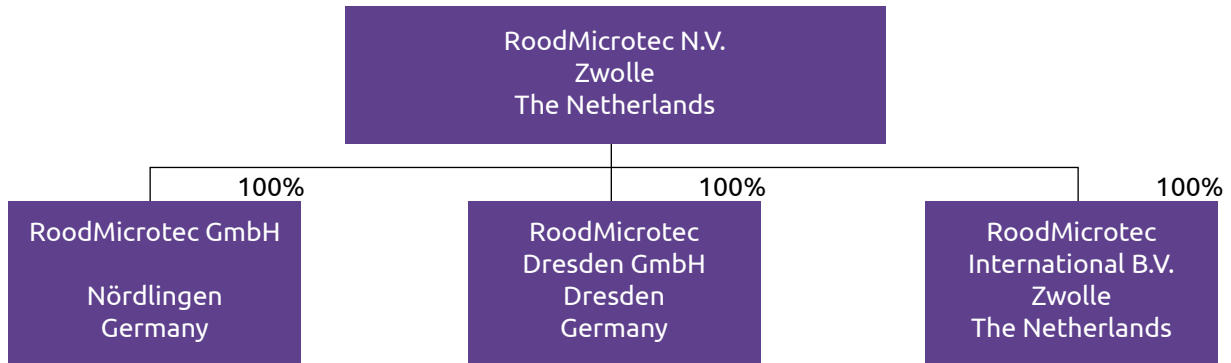 RoodMicrotec N.V.
Zwolle
The Netherlands
100%
100%
100%
RoodMicrotec GmbH
Nördlingen
Germany
RoodMicrotec
Dresden GmbH
Dresden
Germany
RoodMicrotec
International B.V.
Zwolle
The Netherlands